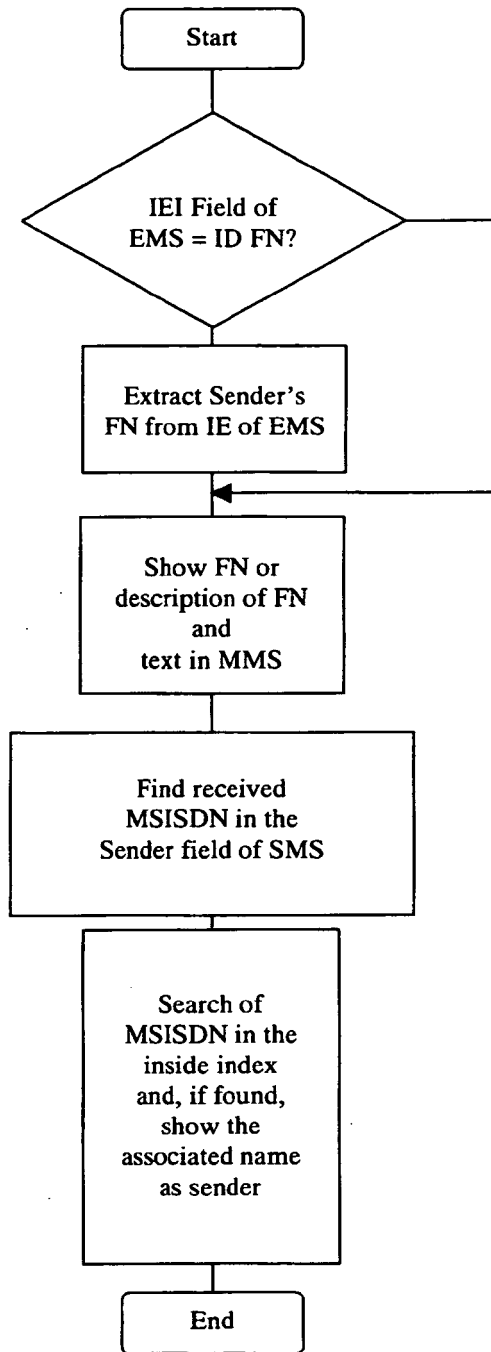 Start
IEI Field of
EMS = ID FN?
Extract Sender's
FN from IE of EMS
Show FN or
description of FN
and
text in MMS
Find received
MSISDN in the
Sender field of SMS
Search of
MSISDN in the
inside index
and, if found,
show the
associated name
as sender
End